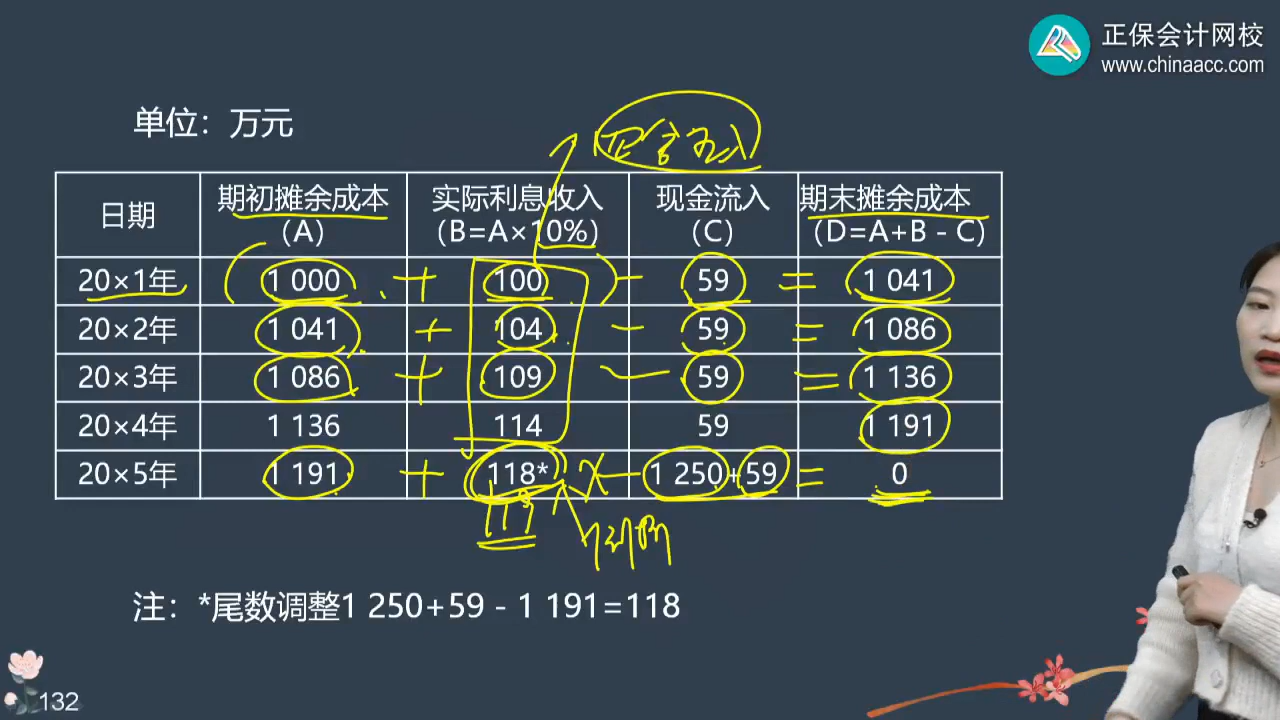 正保会计网校
www.chinaacc.com
单位：万元
四舍五入
日期 期初摊余成本（A） 实际利息收入（B=A×10%） 现金流入（C） 期末摊余成本（D=A+B－C）
20×1年 1 000 + 100 － 59 = 1 041
20×2年 1 041 + 104 － 59 = 1 086
20×3年 1 086 + 109 － 59 = 1 136
20×4年 1 136 114 59 1 191
20×5年 1 191 + 118* － 1 250+59 = 0
119
注：*尾数调整1 250+59－1 191=118
132